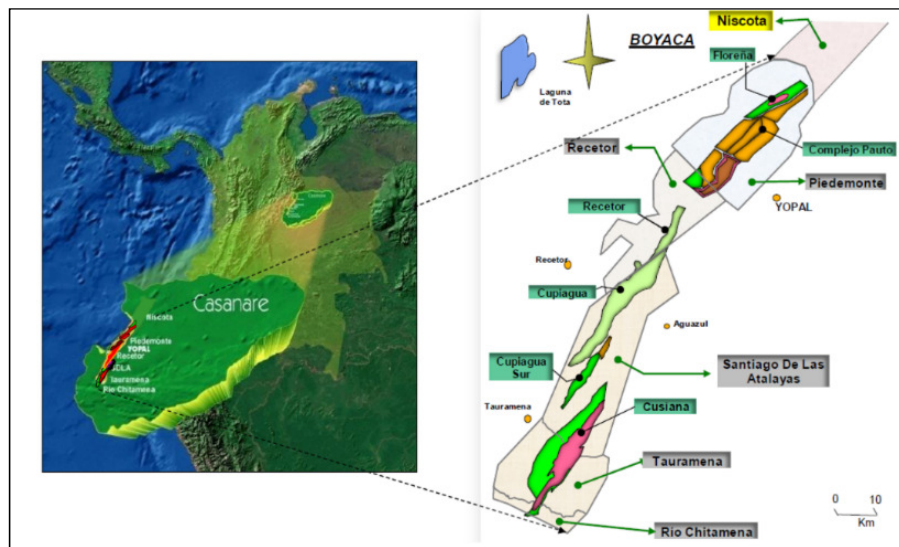 Casanare
Niscota
Piedemonte
YOPAL
Recetor
SDLA
Tauramena
Rio Chitamena
Niscota
BOYACA
Floreña
Laguna
de Tota
Recetor
Complejo Pauto
Piedemonte
YOPAL
Recetor
Recetor
Cupiagua
Aguazul
Cupiagua
Sur
Santiago De Las
Atalayas
Tauramena
Cusiana
Tauramena
Rio Chitamena
0 10
Km